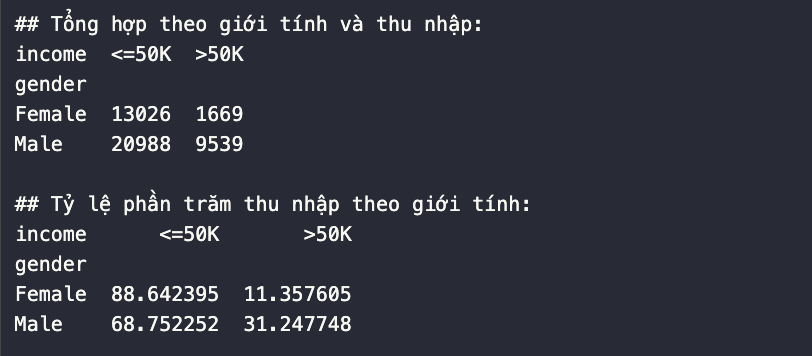 ## Tổng hợp theo giới tính và thu nhập:
income  <=50K  >50K
gender
Female  13026  1669
Male    20988  9539

## Tỷ lệ phần trăm thu nhập theo giới tính:
income      <=50K       >50K
gender
Female  88.642395  11.357605
Male    68.752252  31.247748